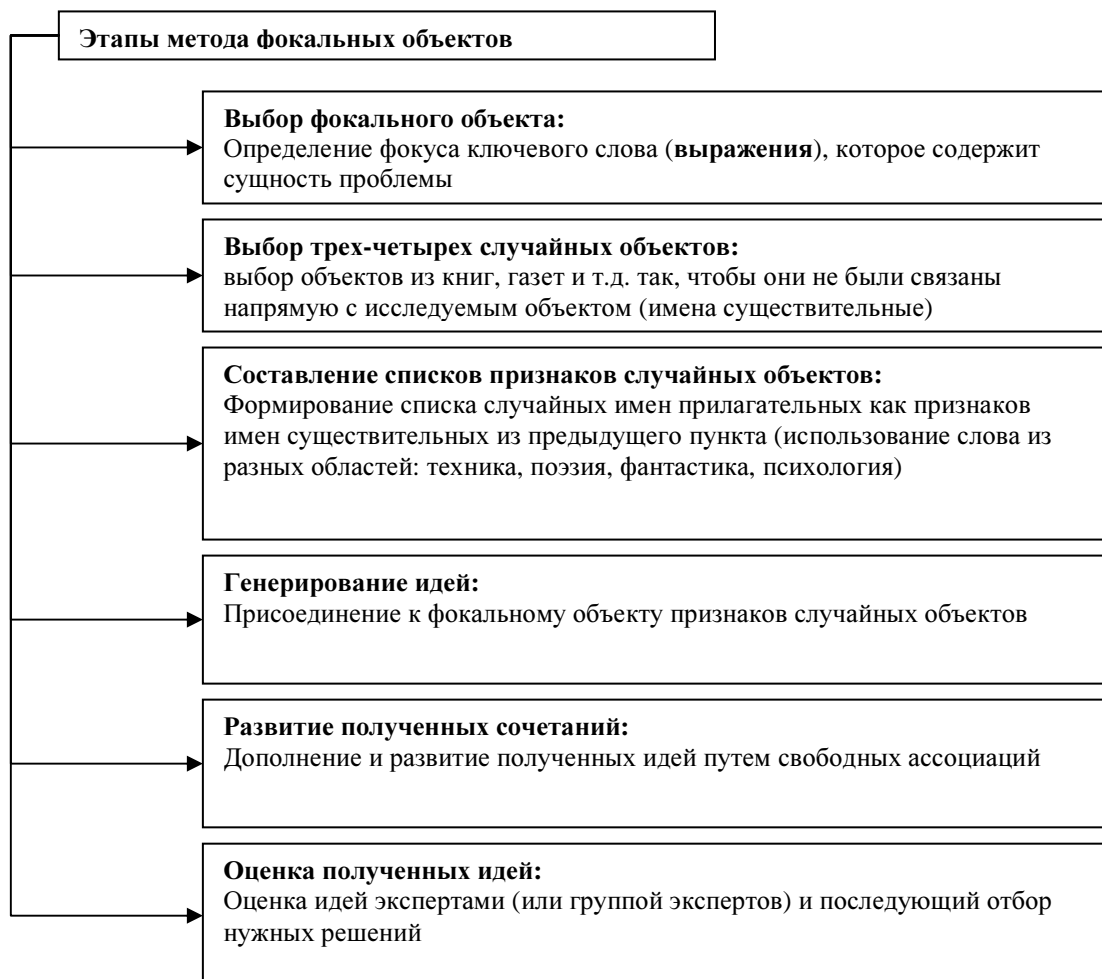 Этапы метода фокальных объектов
Выбор фокального объекта:
Определение фокуса ключевого слова (выражения), которое содержит
сущность проблемы
Выбор трех-четырех случайных объектов:
выбор объектов из книг, газет и т.д. так, чтобы они не были связаны
напрямую с исследуемым объектом (имена существительные)
Составление списков признаков случайных объектов:
Формирование списка случайных имен прилагательных как признаков
имен существительных из предыдущего пункта (использование слова из
разных областей: техника, поэзия, фантастика, психология)
Генерирование идей:
Присоединение к фокальному объекту признаков случайных объектов
Развитие полученных сочетаний:
Дополнение и развитие полученных идей путем свободных ассоциаций
Оценка полученных идей:
Оценка идей экспертами (или группой экспертов) и последующий отбор
нужных решений